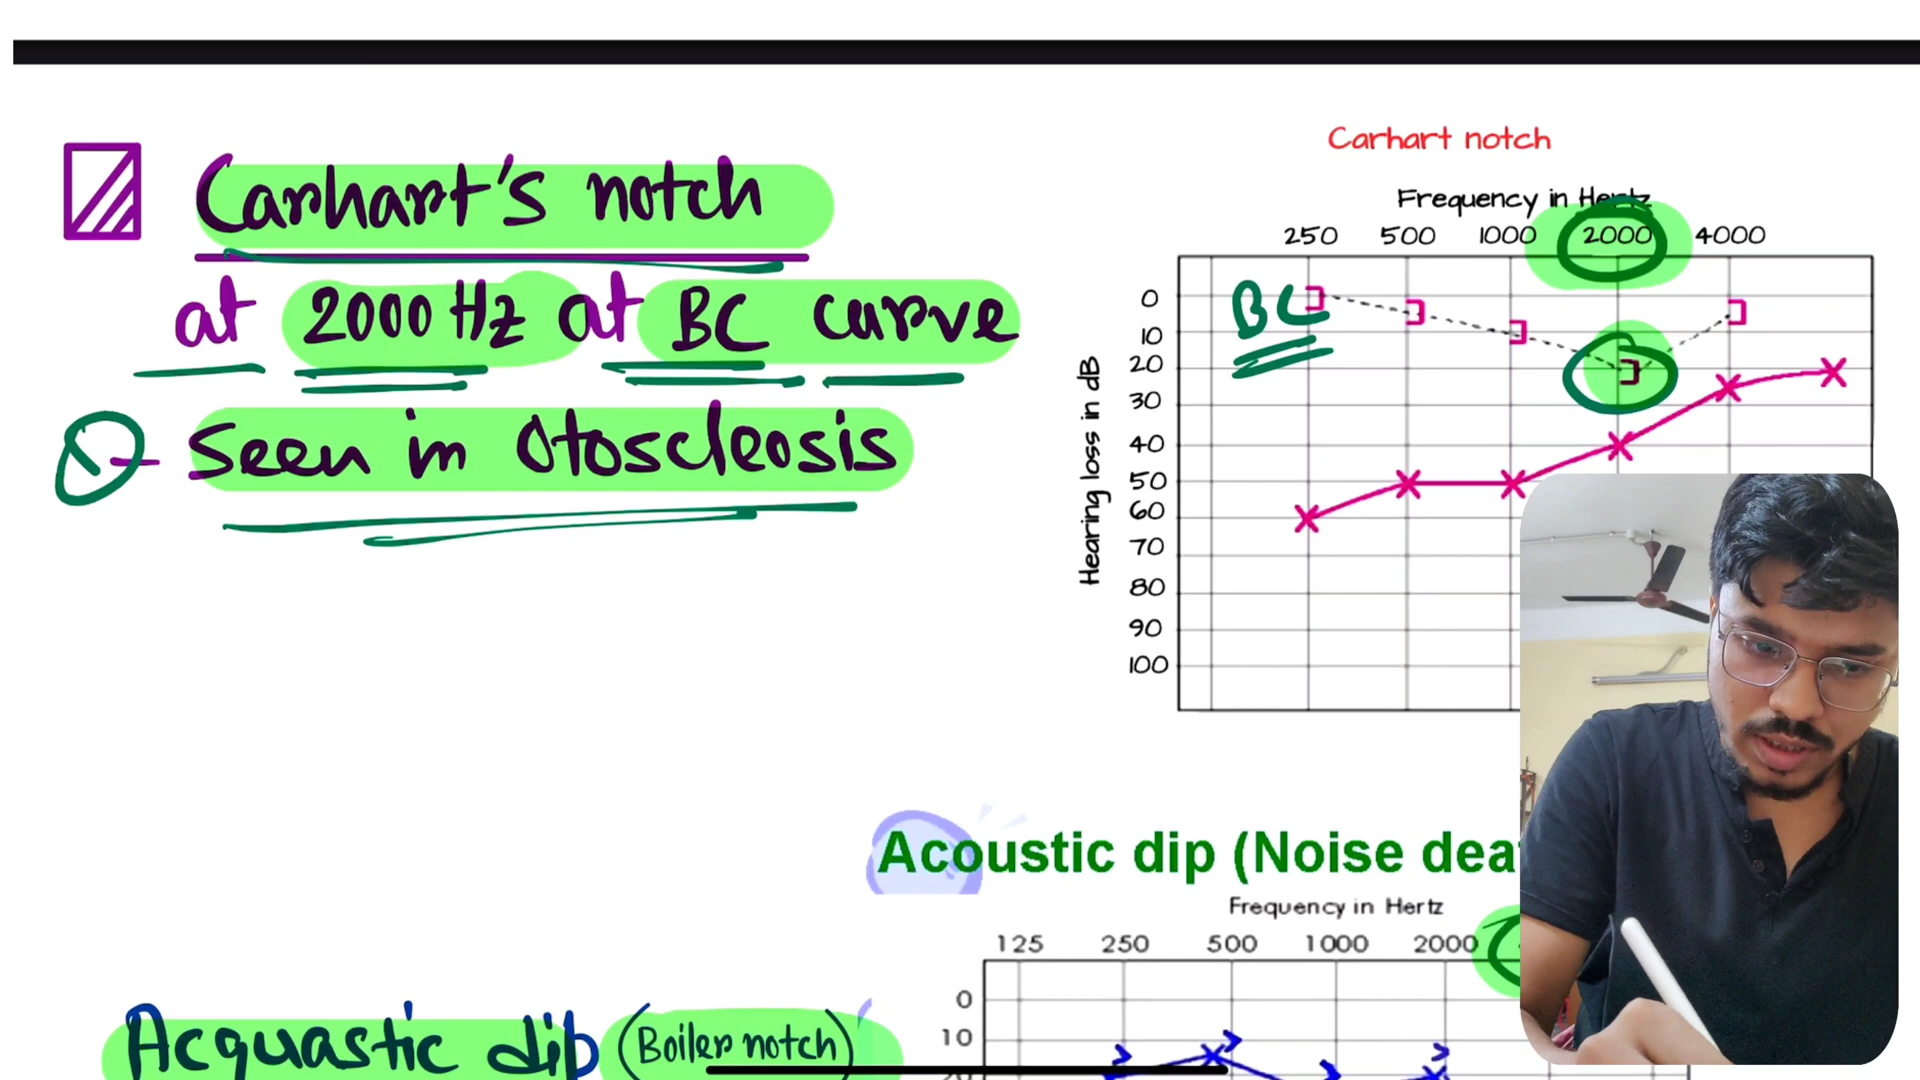 Carhart's notch
at 2000 Hz at BC curve
- Seen in Otoscleosis
Carhart notch
Frequency in Hertz
250 500 1000 2000 4000
BC
Hearing loss in dB
0
10
20
30
40
50
60
70
80
90
100
Acoustic dip (Noise dea
Frequency in Hertz
125 250 500 1000 2000
0
10
Acquastic dip (Boiler notch)